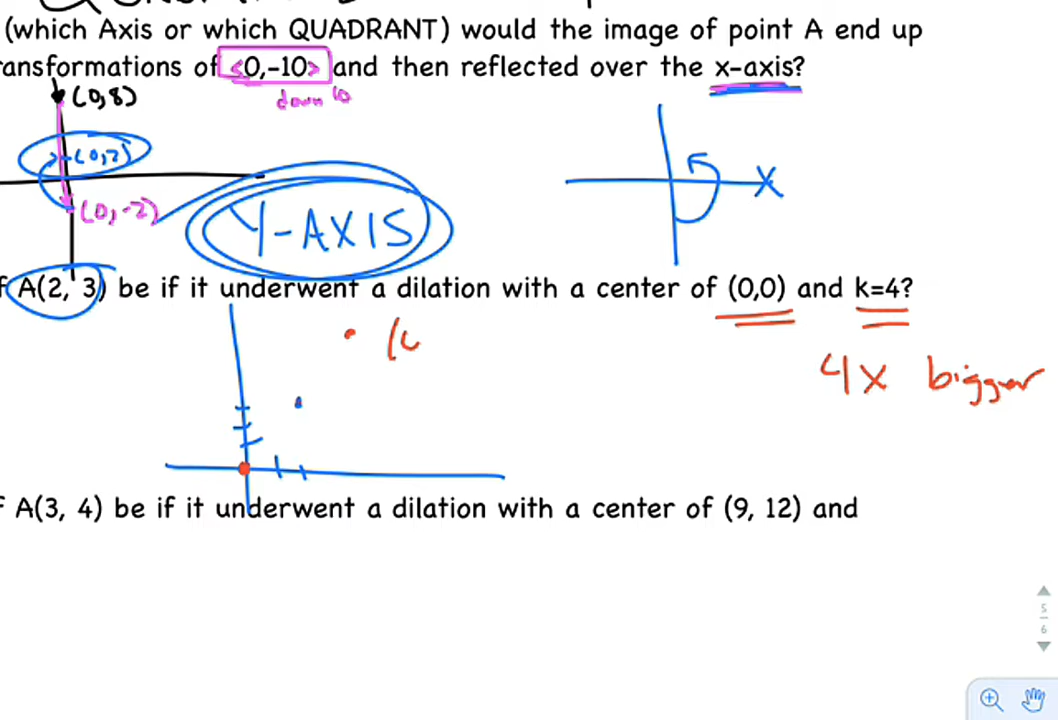 (which Axis or which QUADRANT) would the image of point A end up
ansformations of <0,-10> and then reflected over the x-axis?
down 10
(0,8)
(0,2)
(0,-2)
X
Y-AXIS
f A(2, 3) be if it underwent a dilation with a center of (0,0) and k=4?
4x bigger
f A(3, 4) be if it underwent a dilation with a center of (9, 12) and
5
6